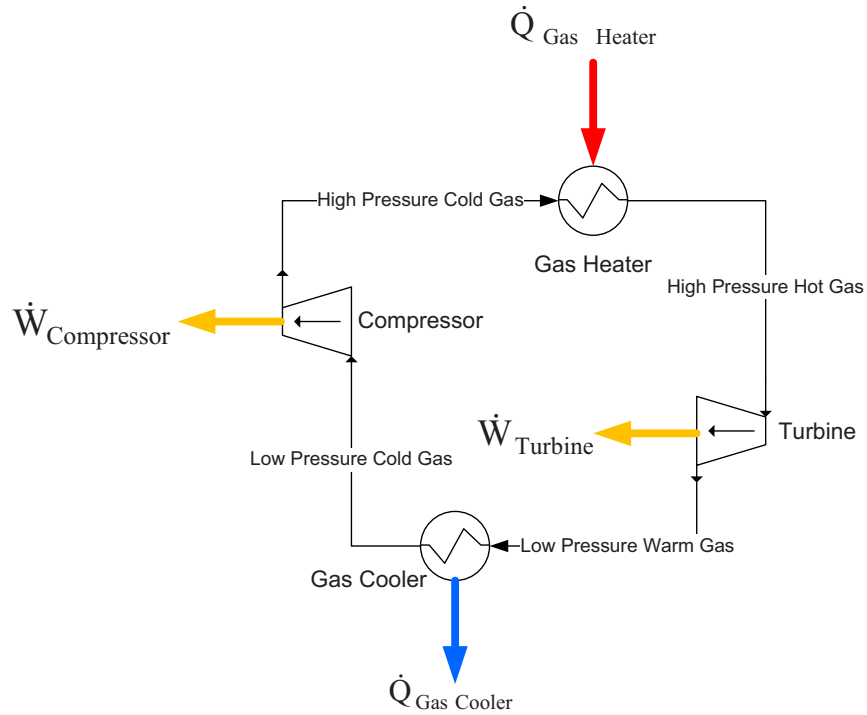 Q̇ Gas Heater
High Pressure Cold Gas
Gas Heater
High Pressure Hot Gas
Ẇ Compressor
Compressor
Ẇ Turbine
Turbine
Low Pressure Cold Gas
Low Pressure Warm Gas
Gas Cooler
Q̇ Gas Cooler